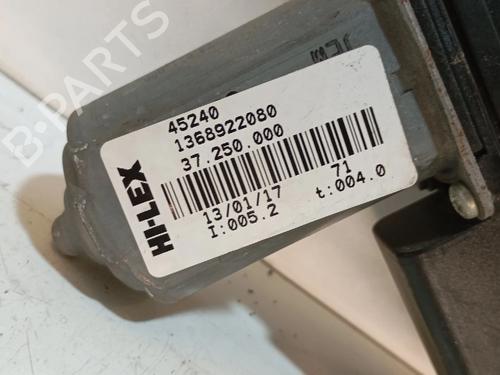 45240
1368922080
37.250.000
HI-LEX
13/01/17 71
I:005.2 t:004.0
B-PARTS